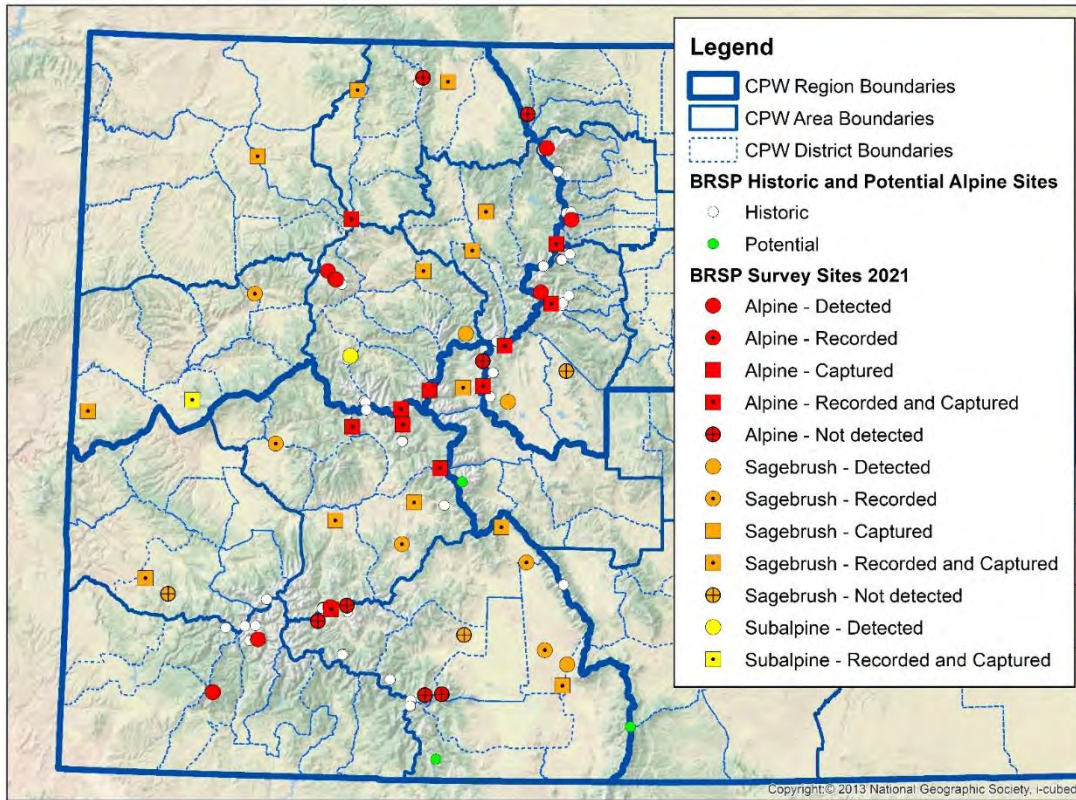 Legend
CPW Region Boundaries
CPW Area Boundaries
CPW District Boundaries
BRSP Historic and Potential Alpine Sites
Historic
Potential
BRSP Survey Sites 2021
Alpine - Detected
Alpine - Recorded
Alpine - Captured
Alpine - Recorded and Captured
Alpine - Not detected
Sagebrush - Detected
Sagebrush - Recorded
Sagebrush - Captured
Sagebrush - Recorded and Captured
Sagebrush - Not detected
Subalpine - Detected
Subalpine - Recorded and Captured
Copyright:© 2013 National Geographic Society, i-cubed